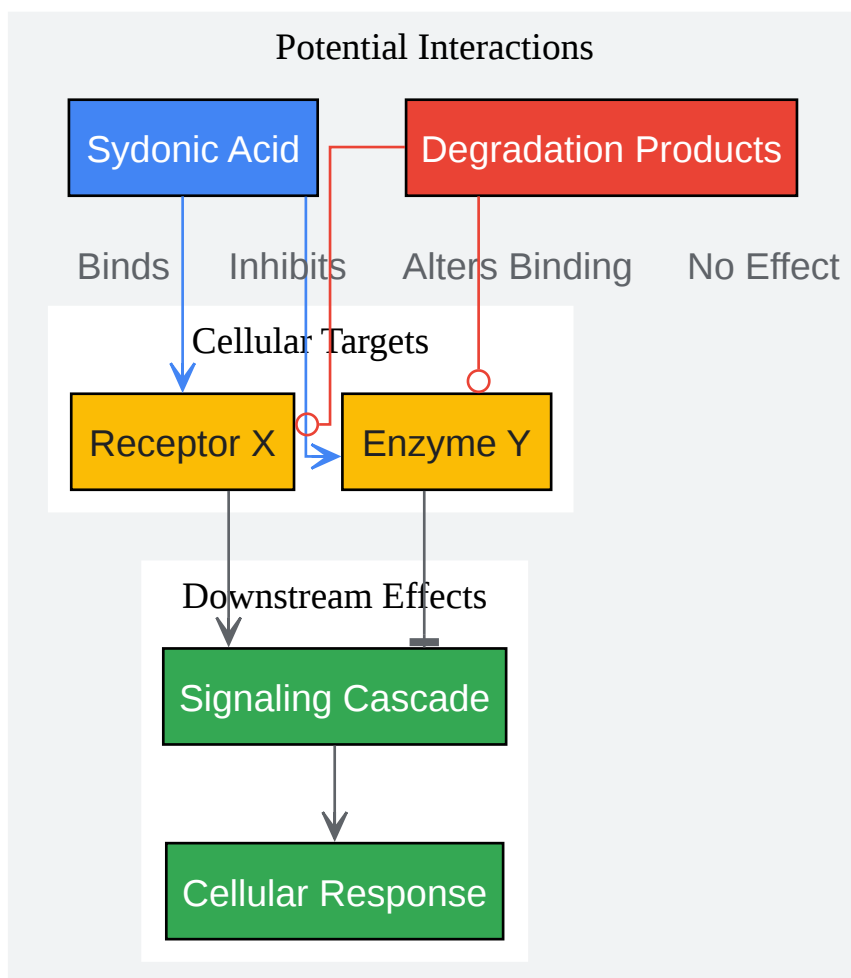 Potential Interactions
Sydonic Acid
Degradation Products
Binds
Inhibits
Alters Binding
No Effect
Cellular Targets
Receptor X
Enzyme Y
Downstream Effects
Signaling Cascade
Cellular Response